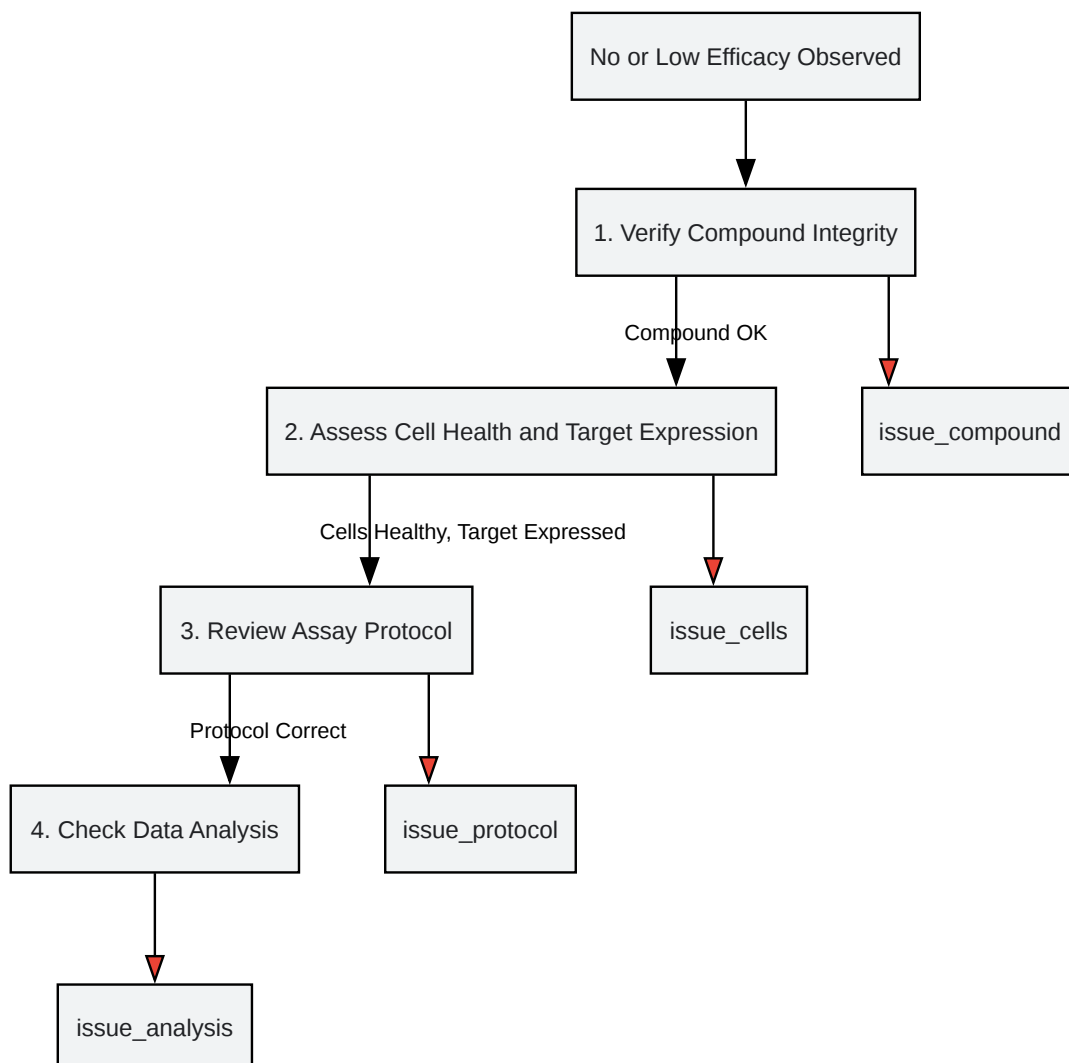 No or Low Efficacy Observed
1. Verify Compound Integrity
Compound OK
2. Assess Cell Health and Target Expression
issue_compound
Cells Healthy, Target Expressed
3. Review Assay Protocol
issue_cells
Protocol Correct
4. Check Data Analysis
issue_protocol
issue_analysis